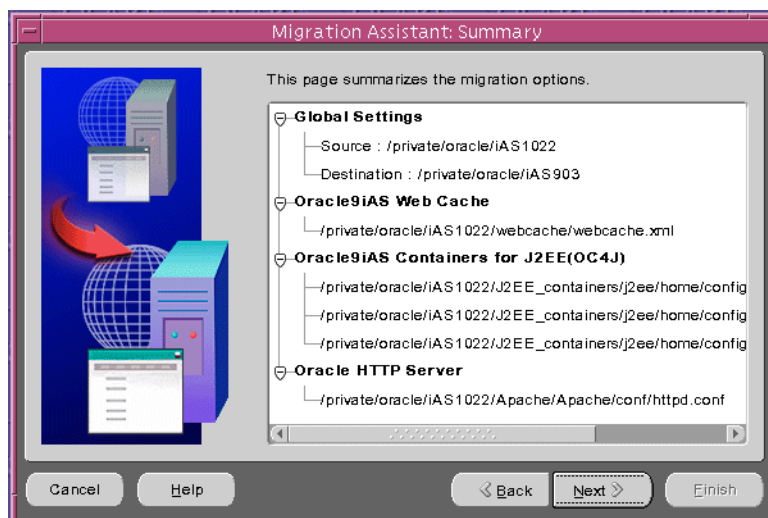 Migration Assistant: Summary
This page summarizes the migration options.
Global Settings
Source : /private/oracle/iAS1022
Destination : /private/oracle/iAS903
Oracle9iAS Web Cache
/private/oracle/iAS1022/webcache/webcache.xml
Oracle9iAS Containers for J2EE(OC4J)
/private/oracle/iAS1022/J2EE_containers/j2ee/home/config
/private/oracle/iAS1022/J2EE_containers/j2ee/home/config
/private/oracle/iAS1022/J2EE_containers/j2ee/home/config
Oracle HTTP Server
/private/oracle/iAS1022/Apache/Apache/conf/httpd.conf
Cancel Help Back Next Finish